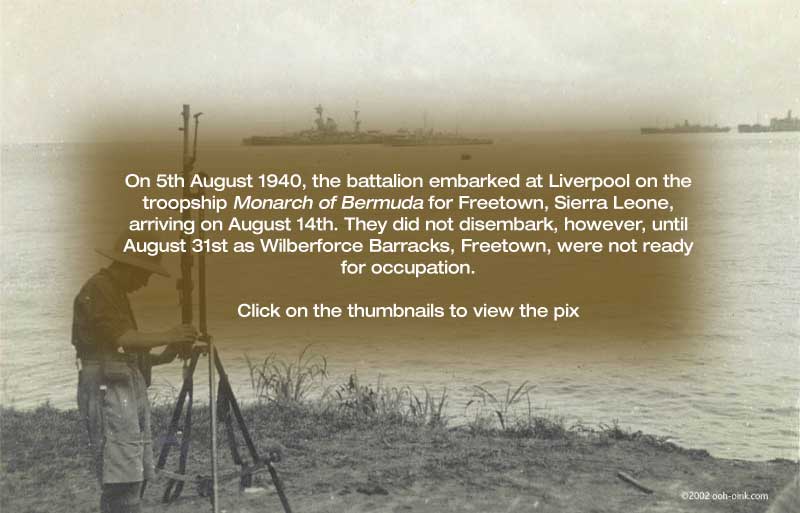 On 5th August 1940, the battalion embarked at Liverpool on the
troopship Monarch of Bermuda for Freetown, Sierra Leone,
arriving on August 14th. They did not disembark, however, until
August 31st as Wilberforce Barracks, Freetown, were not ready
for occupation.
Click on the thumbnails to view the pix
©2002 ooh-oink.com